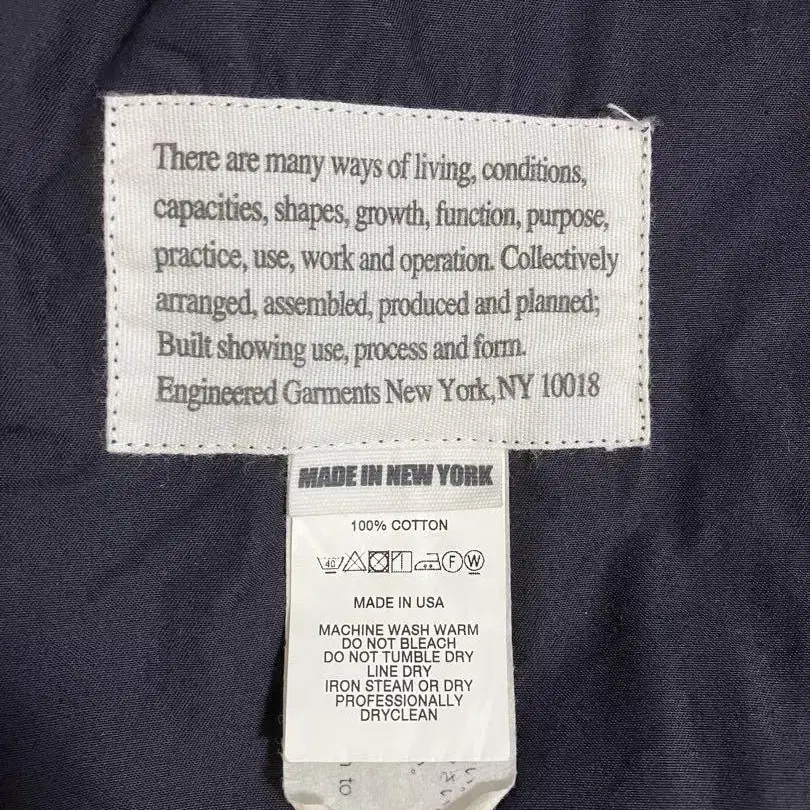 There are many ways of living, conditions,
capacities, shapes, growth, function, purpose,
practice, use, work and operation. Collectively
arranged, assembled, produced and planned;
Built showing use, process and form.
Engineered Garments New York, NY 10018
MADE IN NEW YORK
100% COTTON
40 F W
MADE IN USA
MACHINE WASH WARM
DO NOT BLEACH
DO NOT TUMBLE DRY
LINE DRY
IRON STEAM OR DRY
PROFESSIONALLY
DRYCLEAN